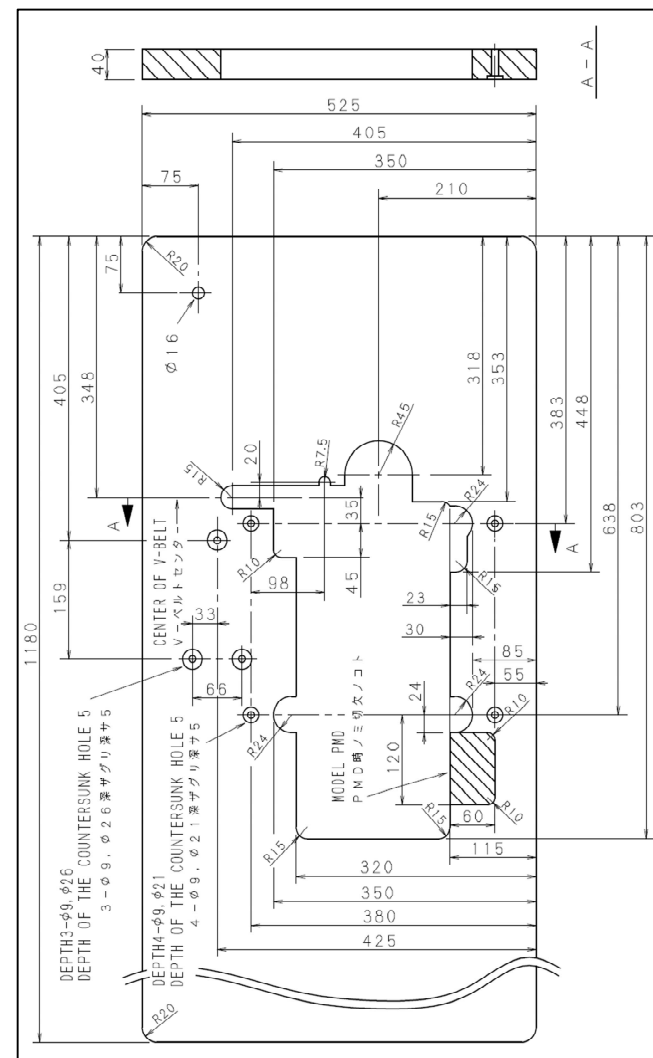 40
A - A
525
405
350
75
210
75
R20
Φ16
405
348
318
353
383
448
638
803
R45
R7.5
20
R15
35
R15
R24
A
A
R10
45
98
R15
23
159
33
30
CENTER OF V-BELT
V-ベルトセンター
85
55
66
24
R24
R10
1180
R24
120
MODEL PMD
PMD時ノミ切欠ノコト
R10
60
R15
R15
115
320
350
380
425
DEPTH3-φ9,φ26
DEPTH OF THE COUNTERSUNK HOLE 5
3-φ9,φ26深ザグリ深サ5
DEPTH4-φ9,φ21
DEPTH OF THE COUNTERSUNK HOLE 5
4-φ9,φ21深ザグリ深サ5
R20